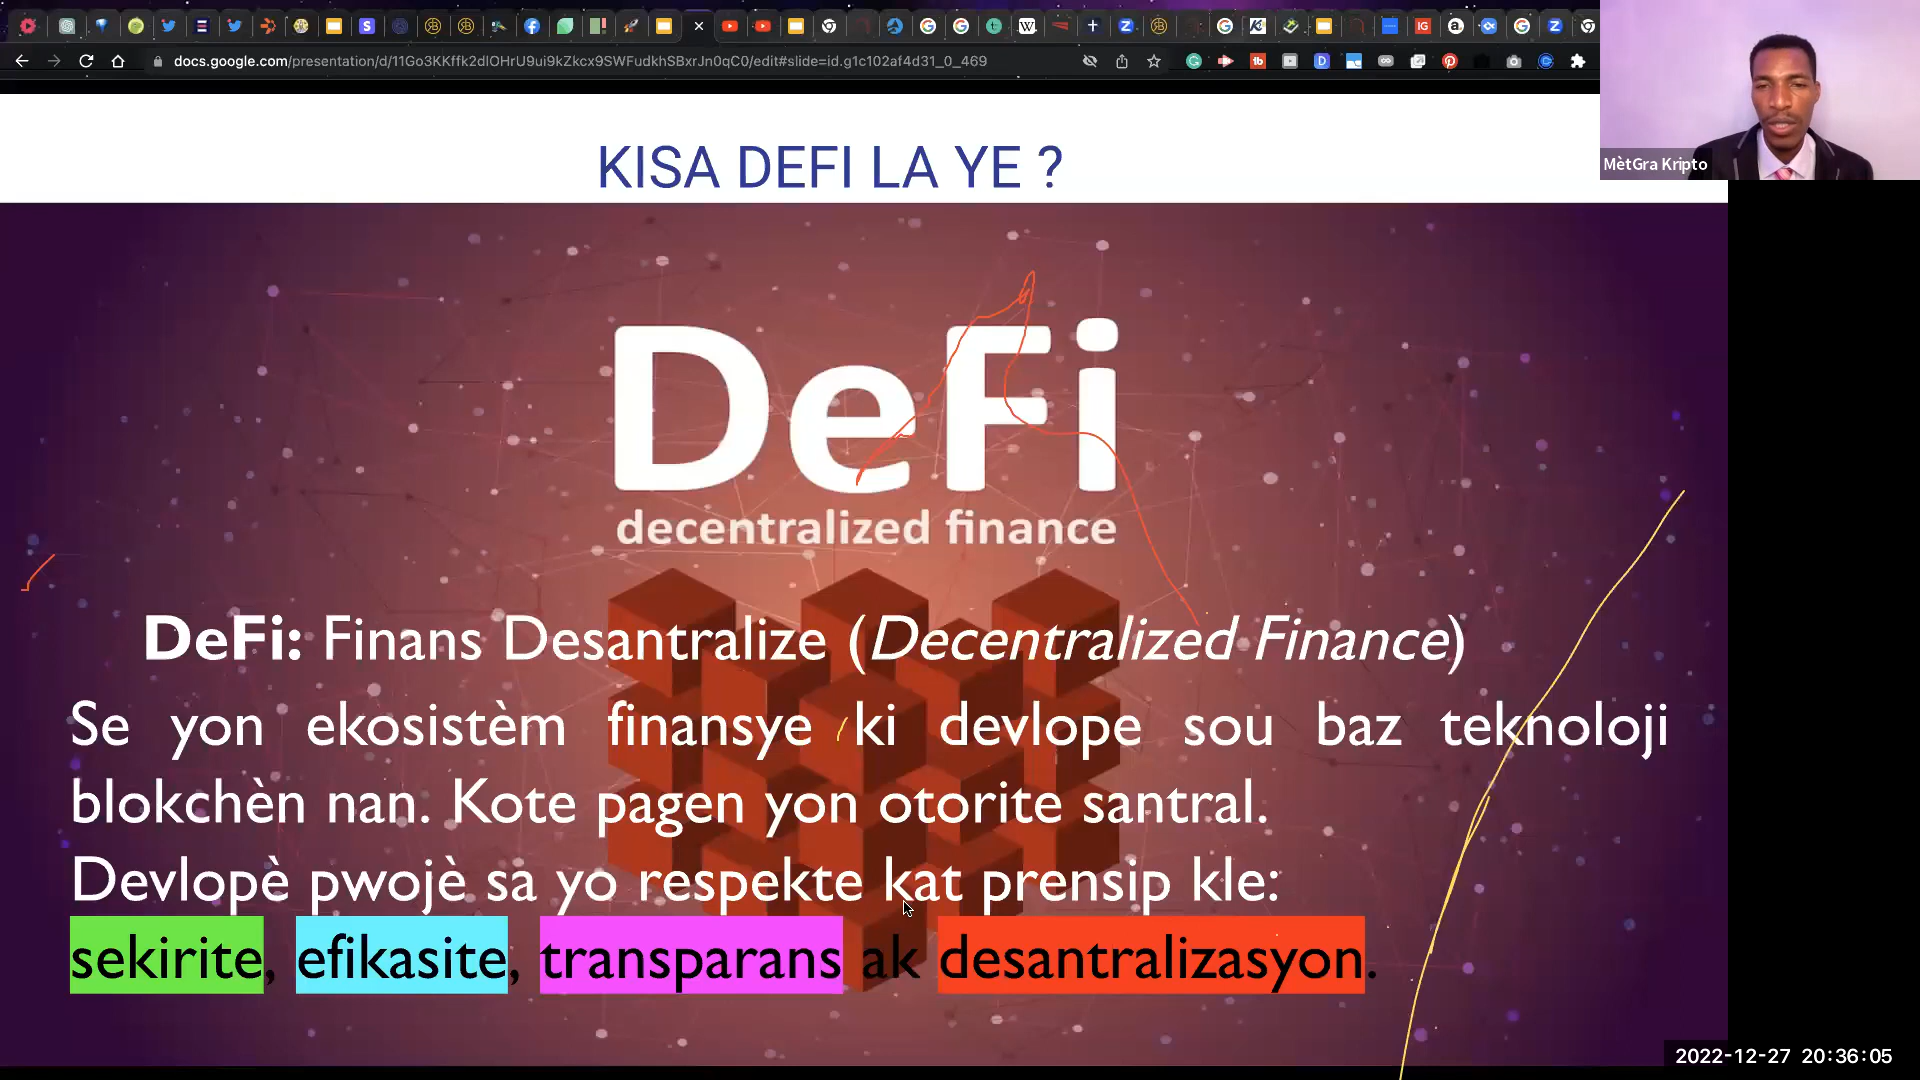 docs.google.com/presentation/d/11Go3KKffk2dlOHrU9ui9kZkcx9SWFudkhSBxrJn0qC0/edit#slide=id.g1c102af4d31_0_469
MètGra Kripto
KISA DEFI LA YE ?
DeFi
decentralized finance
DeFi: Finans Desantralize (Decentralized Finance)
Se yon ekosistèm finansye ki devlope sou baz teknoloji
blokchèn nan. Kote pagen yon otorite santral.
Devlopè pwojè sa yo respekte kat prensip kle:
sekirite, efikasite, transparans ak desantralizasyon.
2022-12-27 20:36:05